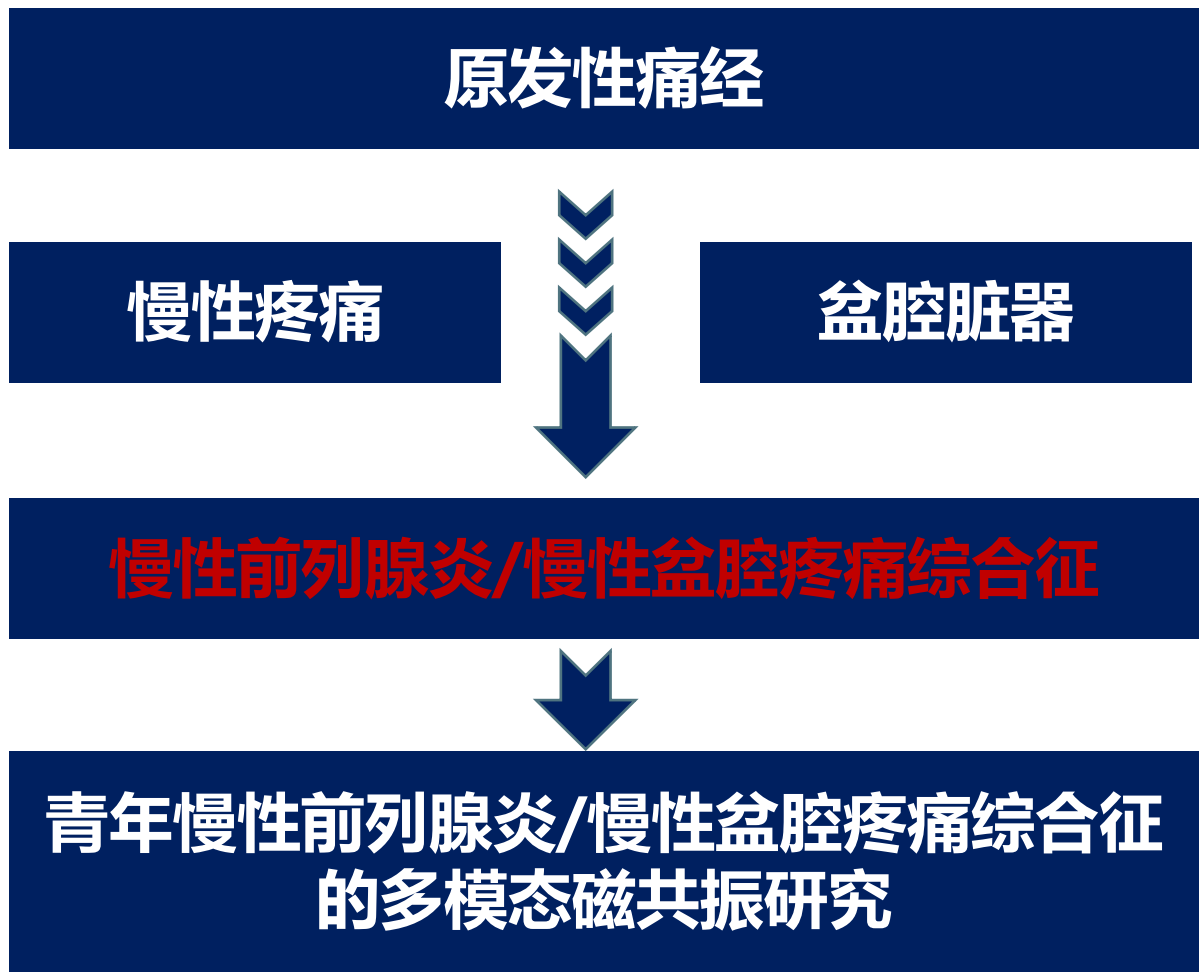 原发性痛经
慢性疼痛
盆腔脏器
慢性前列腺炎/慢性盆腔疼痛综合征
青年慢性前列腺炎/慢性盆腔疼痛综合征
的多模态磁共振研究